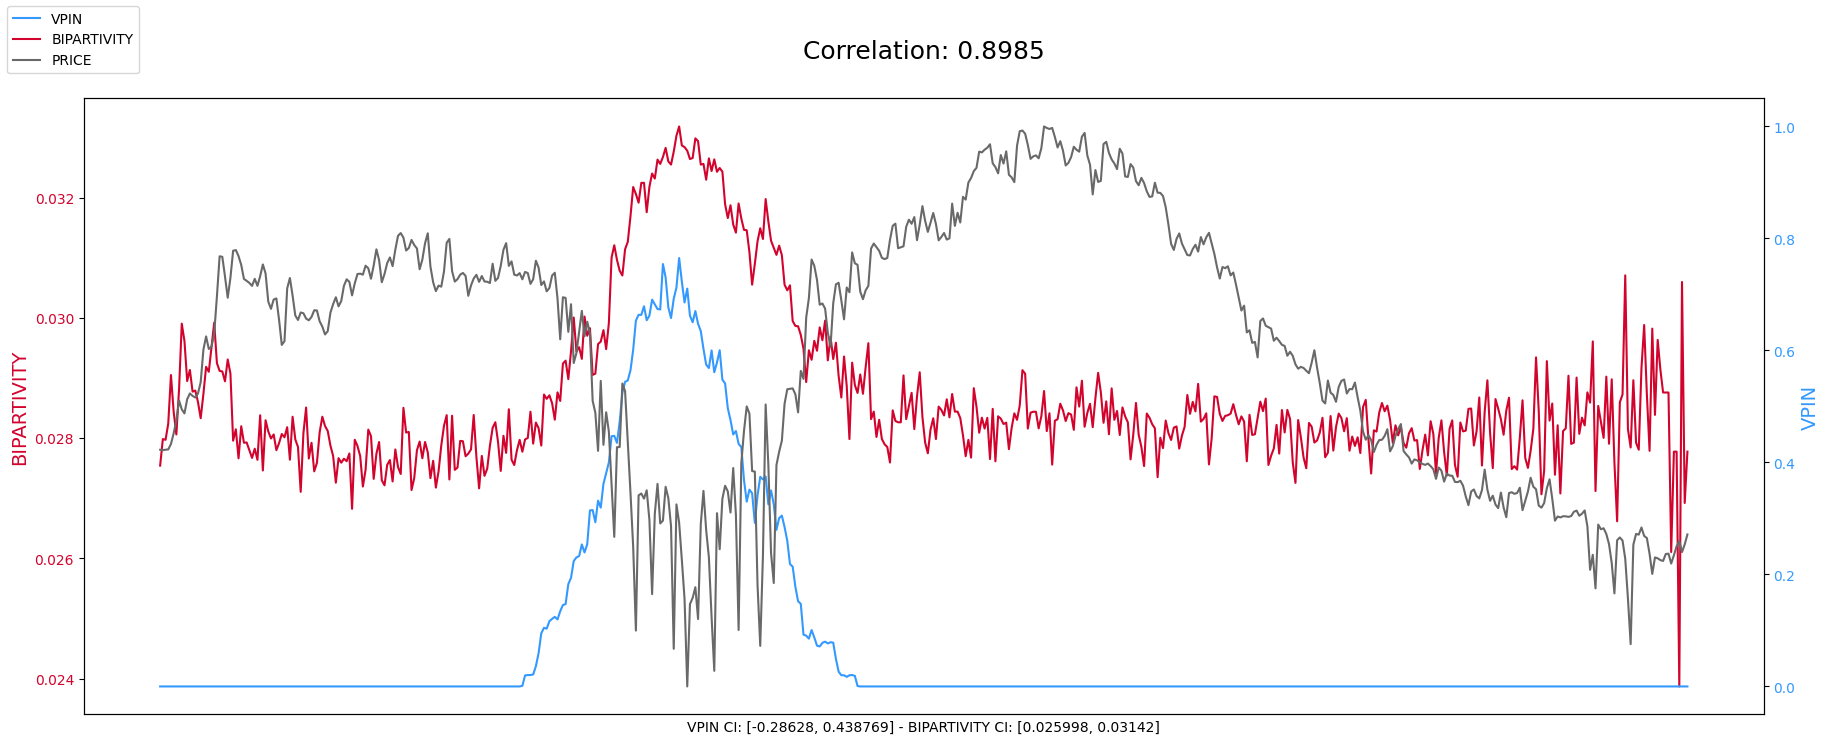 VPIN
BIPARTIVITY
PRICE
Correlation: 0.8985
BIPARTIVITY
0.032
0.030
0.028
0.026
0.024
1.0
0.8
0.6
0.4
0.2
0.0
VPIN
VPIN CI: [-0.28628, 0.438769] - BIPARTIVITY CI: [0.025998, 0.03142]